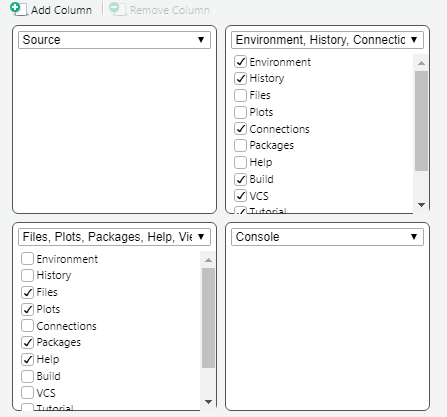 Add Column
Remove Column
Source
Environment, History, Connectic
Environment
History
Files
Plots
Connections
Packages
Help
Build
VCS
Tutorial
Files, Plots, Packages, Help, Vie
Environment
History
Files
Plots
Connections
Packages
Help
Build
VCS
Tutorial
Console